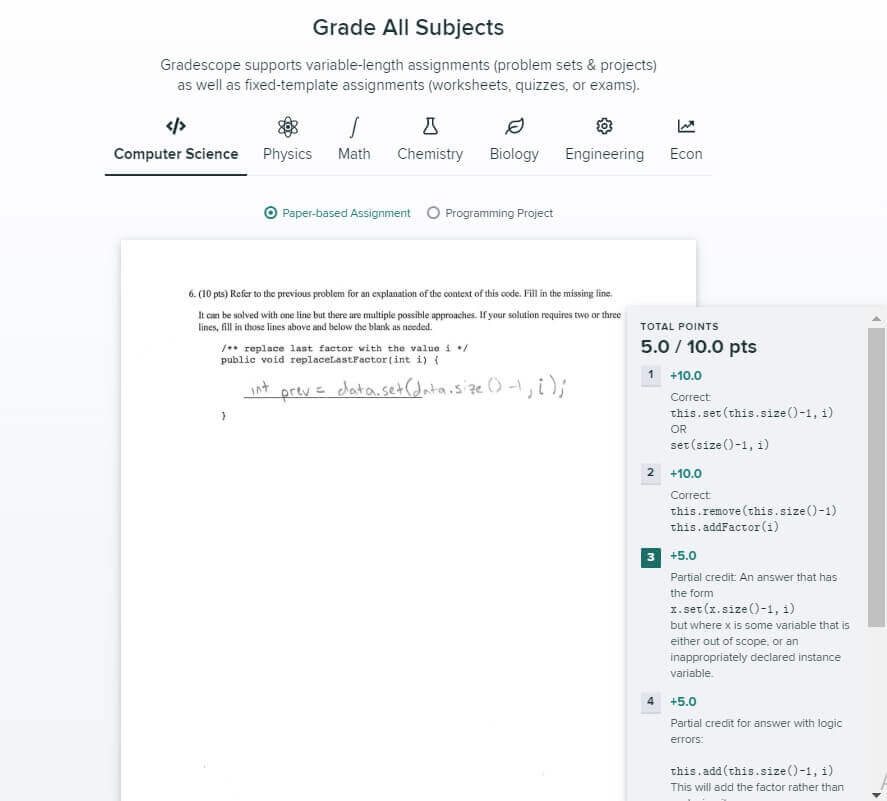 Grade All Subjects
Gradescope supports variable-length assignments (problem sets & projects)
as well as fixed-template assignments (worksheets, quizzes, or exams).
Computer Science Physics Math Chemistry Biology Engineering Econ
Paper-based Assignment Programming Project
6. (10 pts) Refer to the previous problem for an explanation of the context of this code. Fill in the missing line.
It can be solved with one line but there are multiple possible approaches. If your solution requires two or three
lines, fill in those lines above and below the blank as needed.
/** replace last factor with the value i */
public void replaceLastFactor(int i) {
int prev = data.set(data.size()-1, i);
}
TOTAL POINTS
5.0 / 10.0 pts
1 +10.0
Correct:
this.set(this.size()-1, i)
OR
set(size()-1, i)
2 +10.0
Correct:
this.remove(this.size()-1)
this.addFactor(i)
3 +5.0
Partial credit: An answer that has
the form
x.set(x.size()-1, i)
but where x is some variable that is
either out of scope, or an
inappropriately declared instance
variable.
4 +5.0
Partial credit for answer with logic
errors:
this.add(this.size()-1, i)
This will add the factor rather than